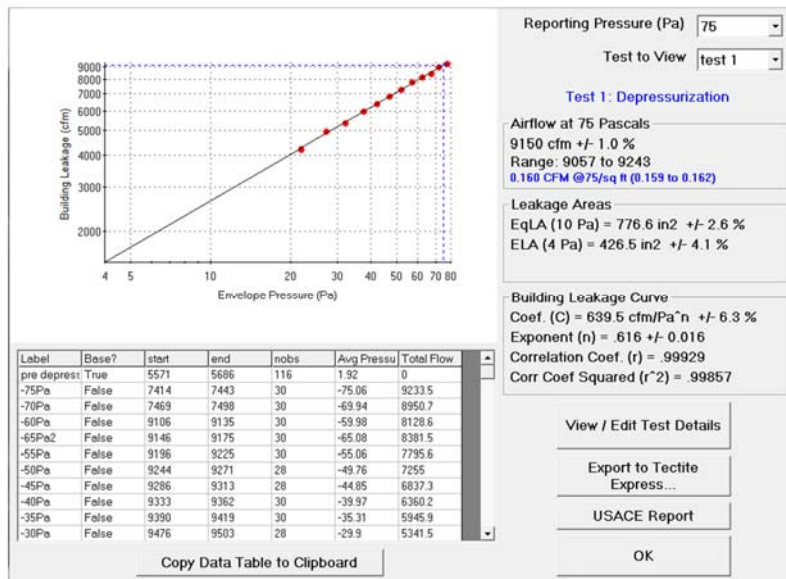 Reporting Pressure (Pa) 75
Test to View test 1
Test 1: Depressurization
Airflow at 75 Pascals
9150 cfm +/- 1.0 %
Range: 9057 to 9243
0.160 CFM @75/sq ft (0.159 to 0.162)
Leakage Areas
EqLA (10 Pa) = 776.6 in2 +/- 2.6 %
ELA (4 Pa) = 426.5 in2 +/- 4.1 %
Building Leakage Curve
Coef. (C) = 639.5 cfm/Pa^n +/- 6.3 %
Exponent (n) = .616 +/- 0.016
Correlation Coef. (r) = .99929
Corr Coef Squared (r^2) = .99857
View / Edit Test Details
Export to Tectite
Express...
USACE Report
OK
Building Leakage (cfm)
9000
8000
7000
6000
5000
4000
3000
2000
4 5 10 20 30 40 50 60 70 80
Envelope Pressure (Pa)
Label Base? start end nobs Avg Pressu Total Flow
pre depress True 5571 5686 116 1.92 0
-75Pa False 7414 7443 30 -75.06 9233.5
-70Pa False 7469 7498 30 -69.94 8950.7
-60Pa False 9106 9135 30 -59.98 8128.6
-65Pa2 False 9146 9175 30 -65.08 8381.5
-55Pa False 9196 9225 30 -55.06 7795.6
-50Pa False 9244 9271 28 -49.76 7255
-45Pa False 9286 9313 28 -44.85 6837.3
-40Pa False 9333 9362 30 -39.97 6360.2
-35Pa False 9390 9419 30 -35.31 5945.9
-30Pa False 9476 9503 28 -29.9 5341.5
Copy Data Table to Clipboard